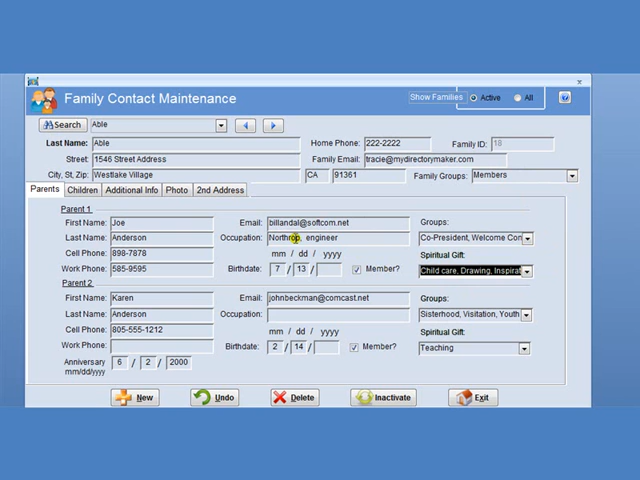 Family Contact Maintenance
Show Families Active All
Search Able
Last Name: Able Home Phone: 222-2222 Family ID: 18
Street: 1546 Street Address Family Email: tracie@mydirectorymaker.com
City, St, Zip: Westlake Village CA 91361 Family Groups: Members
Parents Children Additional Info Photo 2nd Address
Parent 1
First Name: Joe Email: billandal@softcom.net Groups:
Last Name: Anderson Occupation: Northrop, engineer Co-President, Welcome Con
Cell Phone: 898-7878 mm / dd / yyyy Spiritual Gift:
Work Phone: 585-9595 Birthdate: 7 / 13 / Member? Child care, Drawing, Inspirat
Parent 2
First Name: Karen Email: johnbeckman@comcast.net Groups:
Last Name: Anderson Occupation: Sisterhood, Visitation, Youth
Cell Phone: 805-555-1212 mm / dd / yyyy Spiritual Gift:
Work Phone: Birthdate: 2 / 14 / Member? Teaching
Anniversary 6 / 2 / 2000
mm/dd/yyyy
New Undo Delete Inactivate Exit